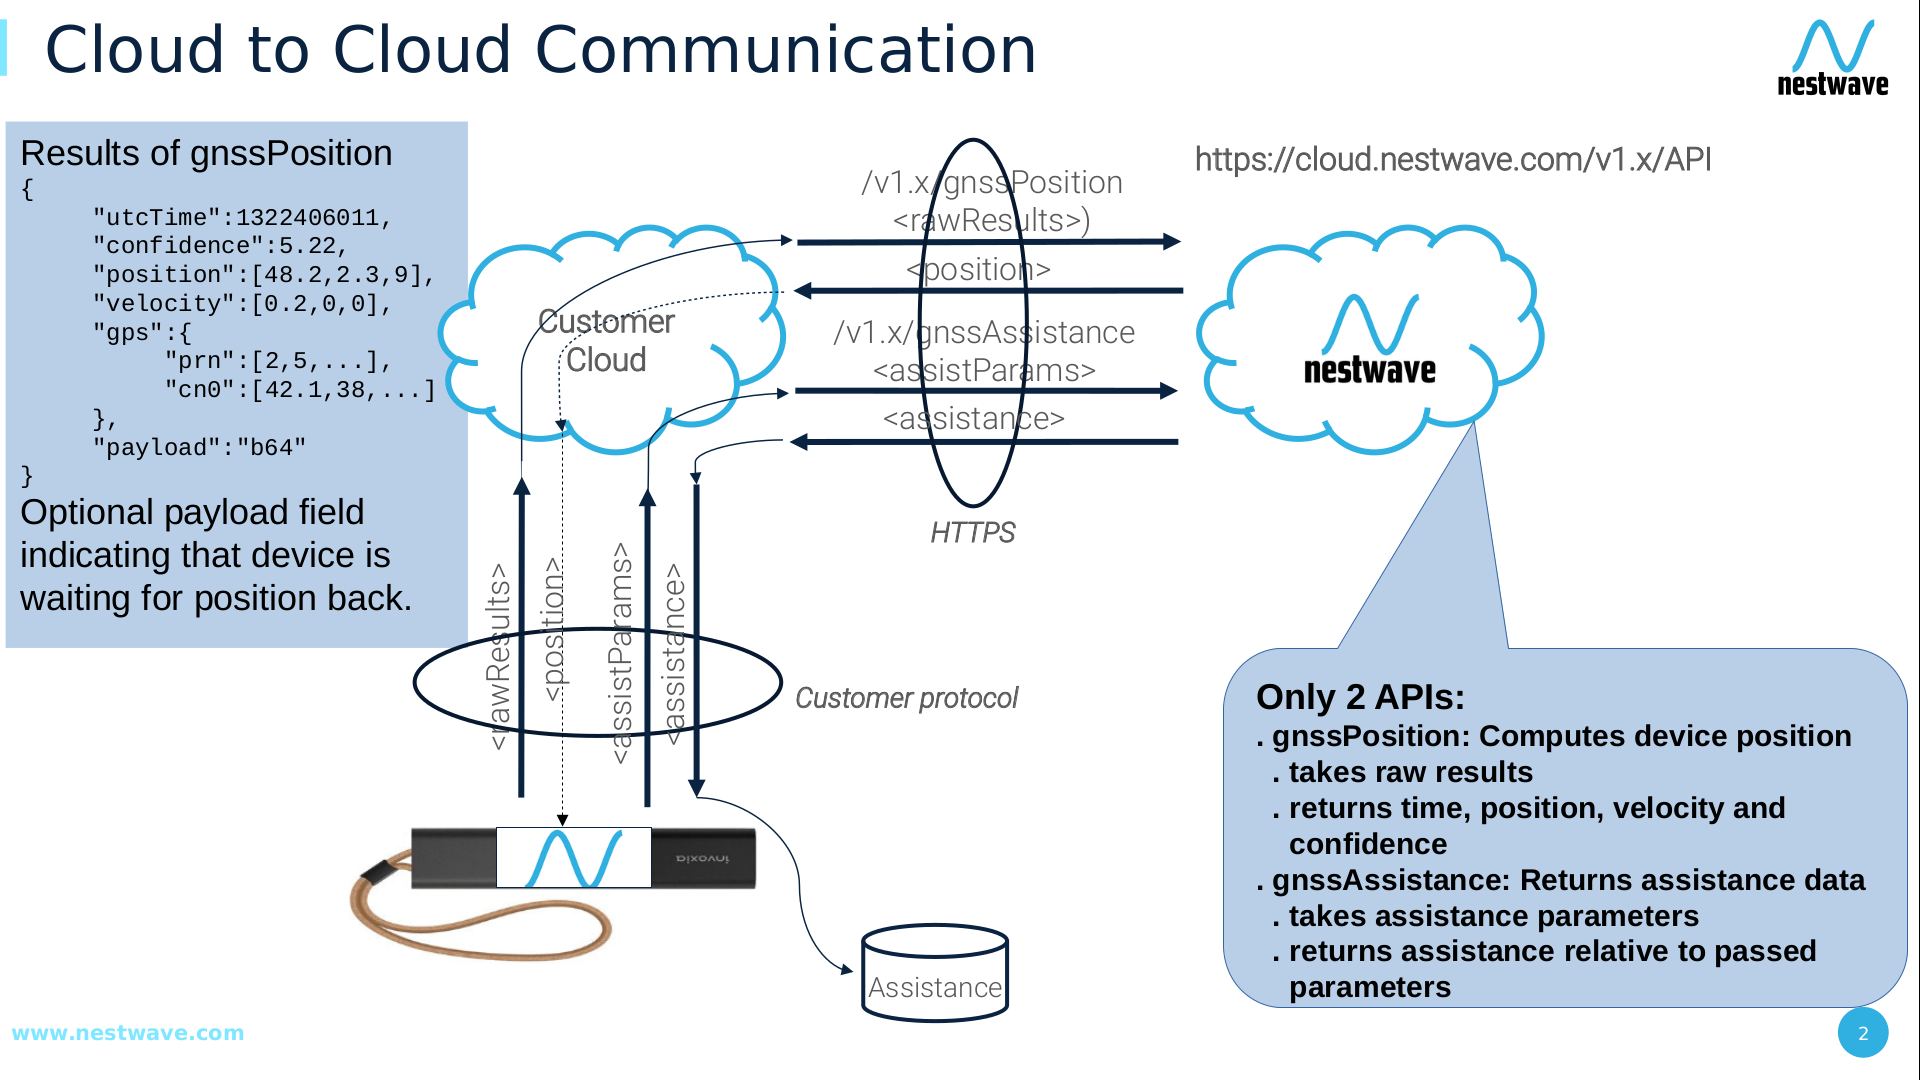 Cloud to Cloud Communication
nestwave
Results of gnssPosition
{
"utcTime":1322406011,
"confidence":5.22,
"position":[48.2,2.3,9],
"velocity":[0.2,0,0],
"gps":{
"prn":[2,5,...],
"cn0":[42.1,38,...]
},
"payload":"b64"
}
Optional payload field
indicating that device is
waiting for position back.
Customer
Cloud
/v1.x/gnssPosition
<rawResults>)
<position>
/v1.x/gnssAssistance
<assistParams>
<assistance>
HTTPS
https://cloud.nestwave.com/v1.x/API
nestwave
<rawResults>
<position>
<assistParams>
<assistance>
Customer protocol
invoxia
Assistance
Only 2 APIs:
. gnssPosition: Computes device position
. takes raw results
. returns time, position, velocity and
confidence
. gnssAssistance: Returns assistance data
. takes assistance parameters
. returns assistance relative to passed
parameters
www.nestwave.com
2